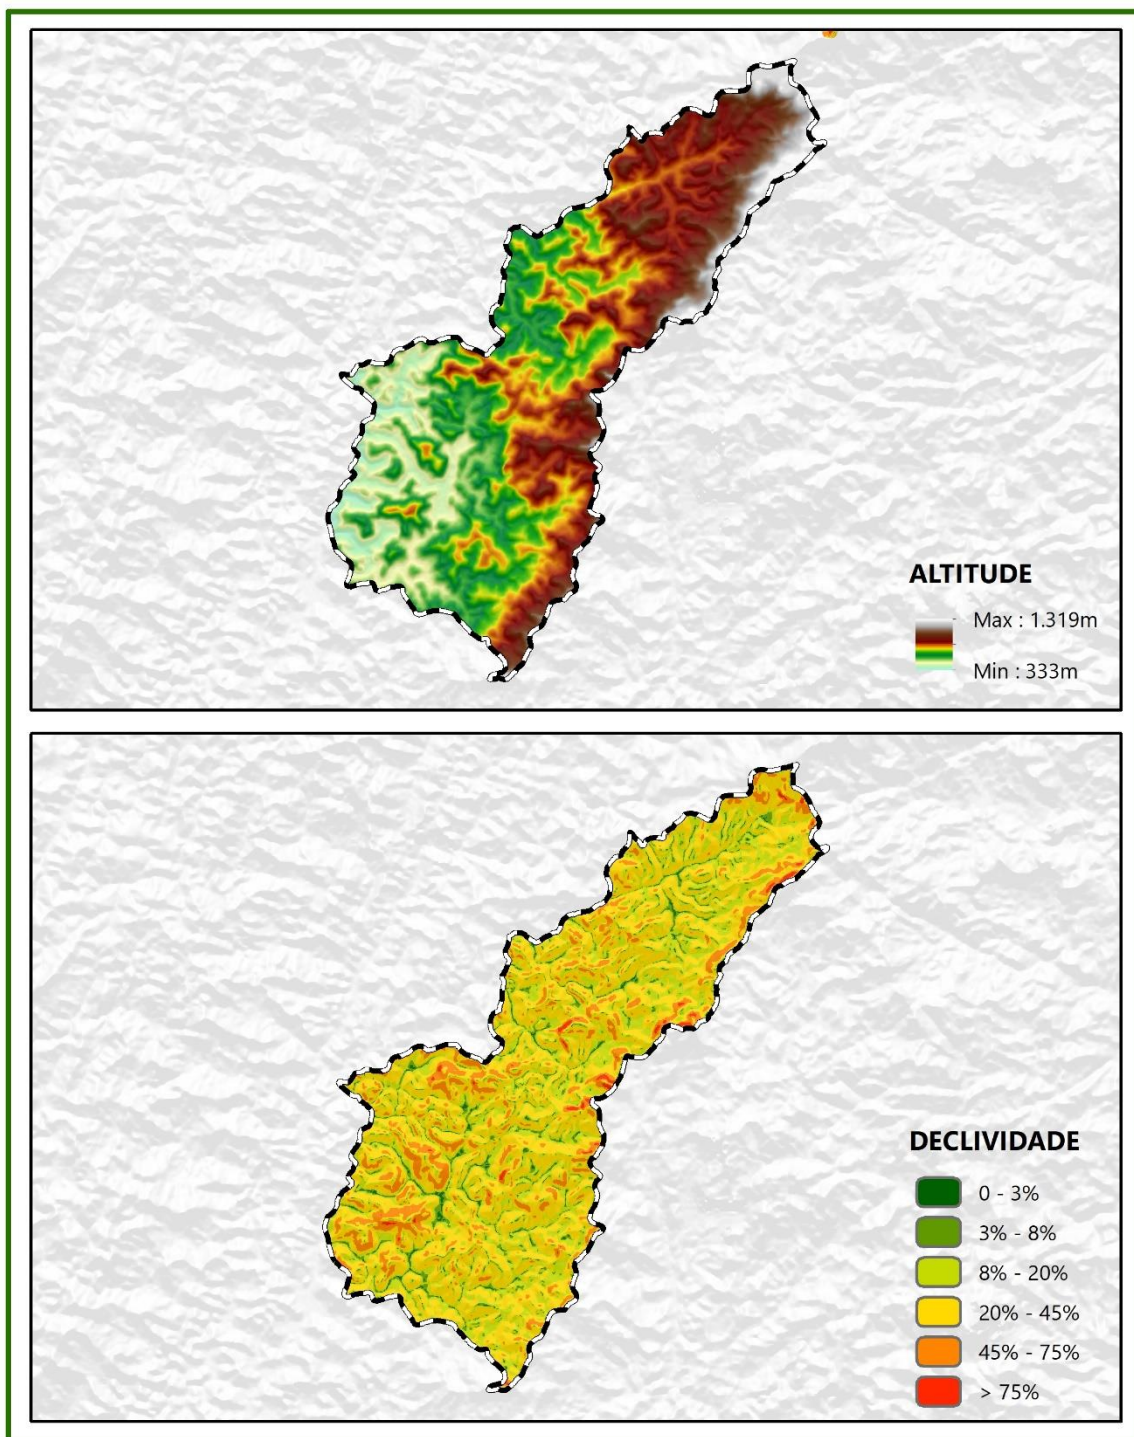 ALTITUDE
Max : 1.319m
Min : 333m
DECLIVIDADE
0 - 3%
3% - 8%
8% - 20%
20% - 45%
45% - 75%
> 75%